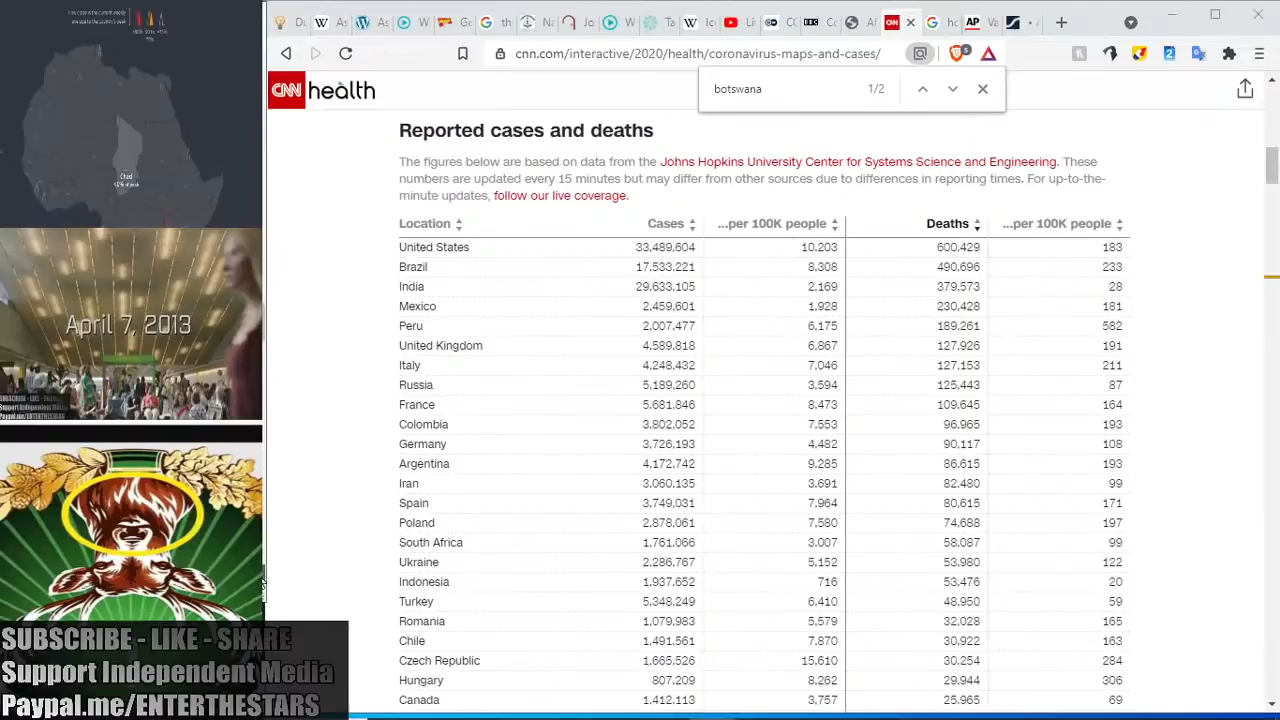 cnn.com/interactive/2020/health/coronavirus-maps-and-cases/
botswana 1/2
CNN health
Reported cases and deaths
The figures below are based on data from the Johns Hopkins University Center for Systems Science and Engineering. These
numbers are updated every 15 minutes but may differ from other sources due to differences in reporting times. For up-to-the-
minute updates, follow our live coverage.
Location Cases ...per 100K people Deaths ...per 100K people
United States 33,489,604 10,203 600,429 183
Brazil 17,533,221 8,308 490,696 233
India 29,633,105 2,169 379,573 28
Mexico 2,459,601 1,928 230,428 181
Peru 2,007,477 6,175 189,261 582
United Kingdom 4,589,818 6,867 127,926 191
Italy 4,248,432 7,046 127,153 211
Russia 5,189,260 3,594 125,443 87
France 5,681,846 8,473 109,645 164
Colombia 3,802,052 7,553 96,965 193
Germany 3,726,193 4,482 90,117 108
Argentina 4,172,742 9,285 86,615 193
Iran 3,060,135 3,691 82,480 99
Spain 3,749,031 7,964 80,615 171
Poland 2,878,061 7,580 74,688 197
South Africa 1,761,066 3,007 58,087 99
Ukraine 2,286,767 5,152 53,980 122
Indonesia 1,937,652 716 53,476 20
Turkey 5,348,249 6,410 48,950 59
Romania 1,079,983 5,579 32,028 165
Chile 1,491,561 7,870 30,922 163
Czech Republic 1,665,526 15,610 30,254 284
Hungary 807,209 8,262 29,944 306
Canada 1,412,113 3,757 25,965 69
Chad
April 7, 2013
SUBSCRIBE - LIKE - SHARE
Support Independent Media
Paypal.me/ENTERTHESTARS
SUBSCRIBE - LIKE - SHARE
Support Independent Media
Paypal.me/ENTERTHESTARS